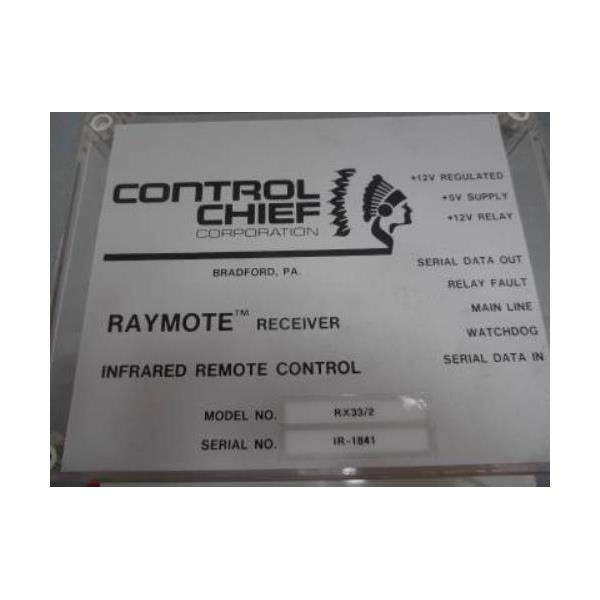 CONTROL
CHIEF
CORPORATION
BRADFORD, PA.
RAYMOTE™ RECEIVER
INFRARED REMOTE CONTROL
MODEL NO. RX33/2
SERIAL NO. IR-1841
+12V REGULATED
+5V SUPPLY
+12V RELAY
SERIAL DATA OUT
RELAY FAULT
MAIN LINE
WATCHDOG
SERIAL DATA IN